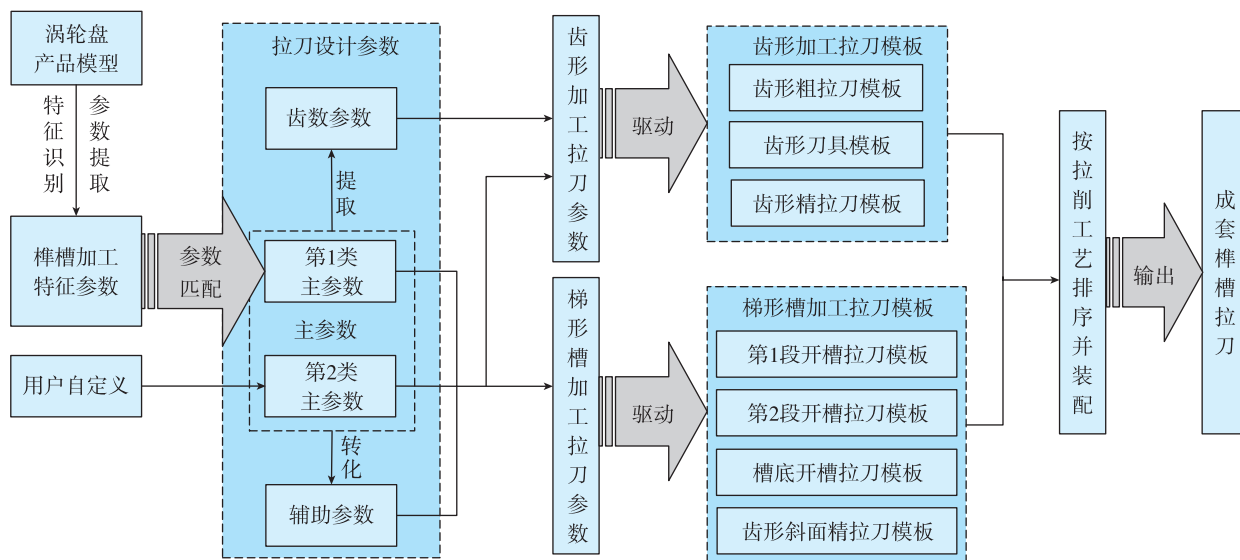 涡轮盘
产品模型
特征识别
参数提取
榫槽加工
特征参数
用户自定义
参数
匹配
拉刀设计参数
齿数参数
提取
第1类
主参数
主参数
第2类
主参数
转化
辅助参数
齿形加工拉刀参数
梯形槽加工拉刀参数
驱动
驱动
齿形加工拉刀模板
齿形粗拉刀模板
齿形刀具模板
齿形精拉刀模板
梯形槽加工拉刀模板
第1段开槽拉刀模板
第2段开槽拉刀模板
槽底开槽拉刀模板
齿形斜面精拉刀模板
按拉削工艺排序并装配
输出
成套榫槽拉刀